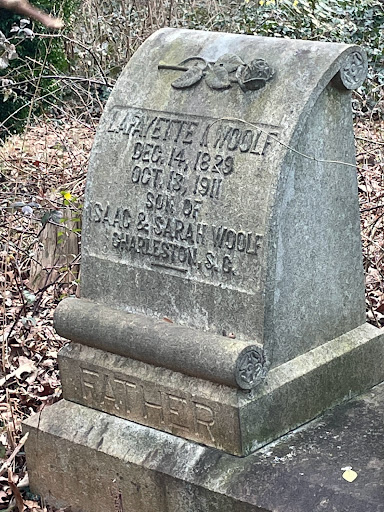 LAFAYETTE I. WOOLF
DEC. 14, 1829
OCT. 13, 1911
SON OF
ISAAC & SARAH WOOLF
CHARLESTON, S.C.
FATHER